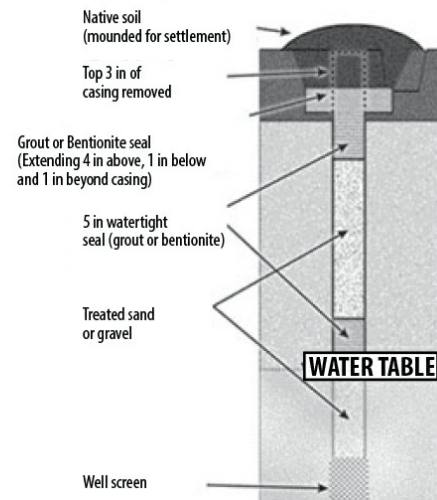 Native soil
(mounded for settlement)
Top 3 in of
casing removed
Grout or Bentionite seal
(Extending 4 in above, 1 in below
and 1 in beyond casing)
5 in watertight
seal (grout or bentionite)
Treated sand
or gravel
WATER TABLE
Well screen